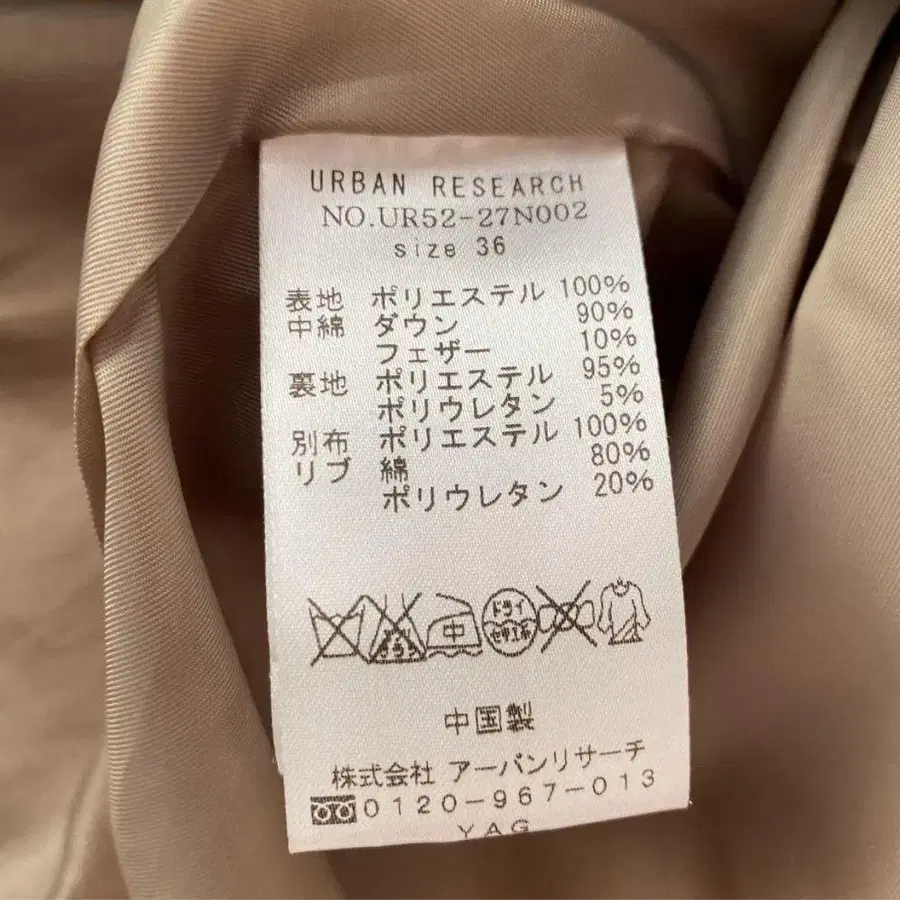 URBAN RESEARCH
NO.UR52-27N002
size 36
表地 ポリエステル 100%
中綿 ダウン 90%
フェザー 10%
裏地 ポリエステル 95%
ポリウレタン 5%
別布 ポリエステル 100%
リブ 綿 80%
ポリウレタン 20%
中 ドライ
セキユ系
中国製
株式会社 アーバンリサーチ
0120-967-013
YAG